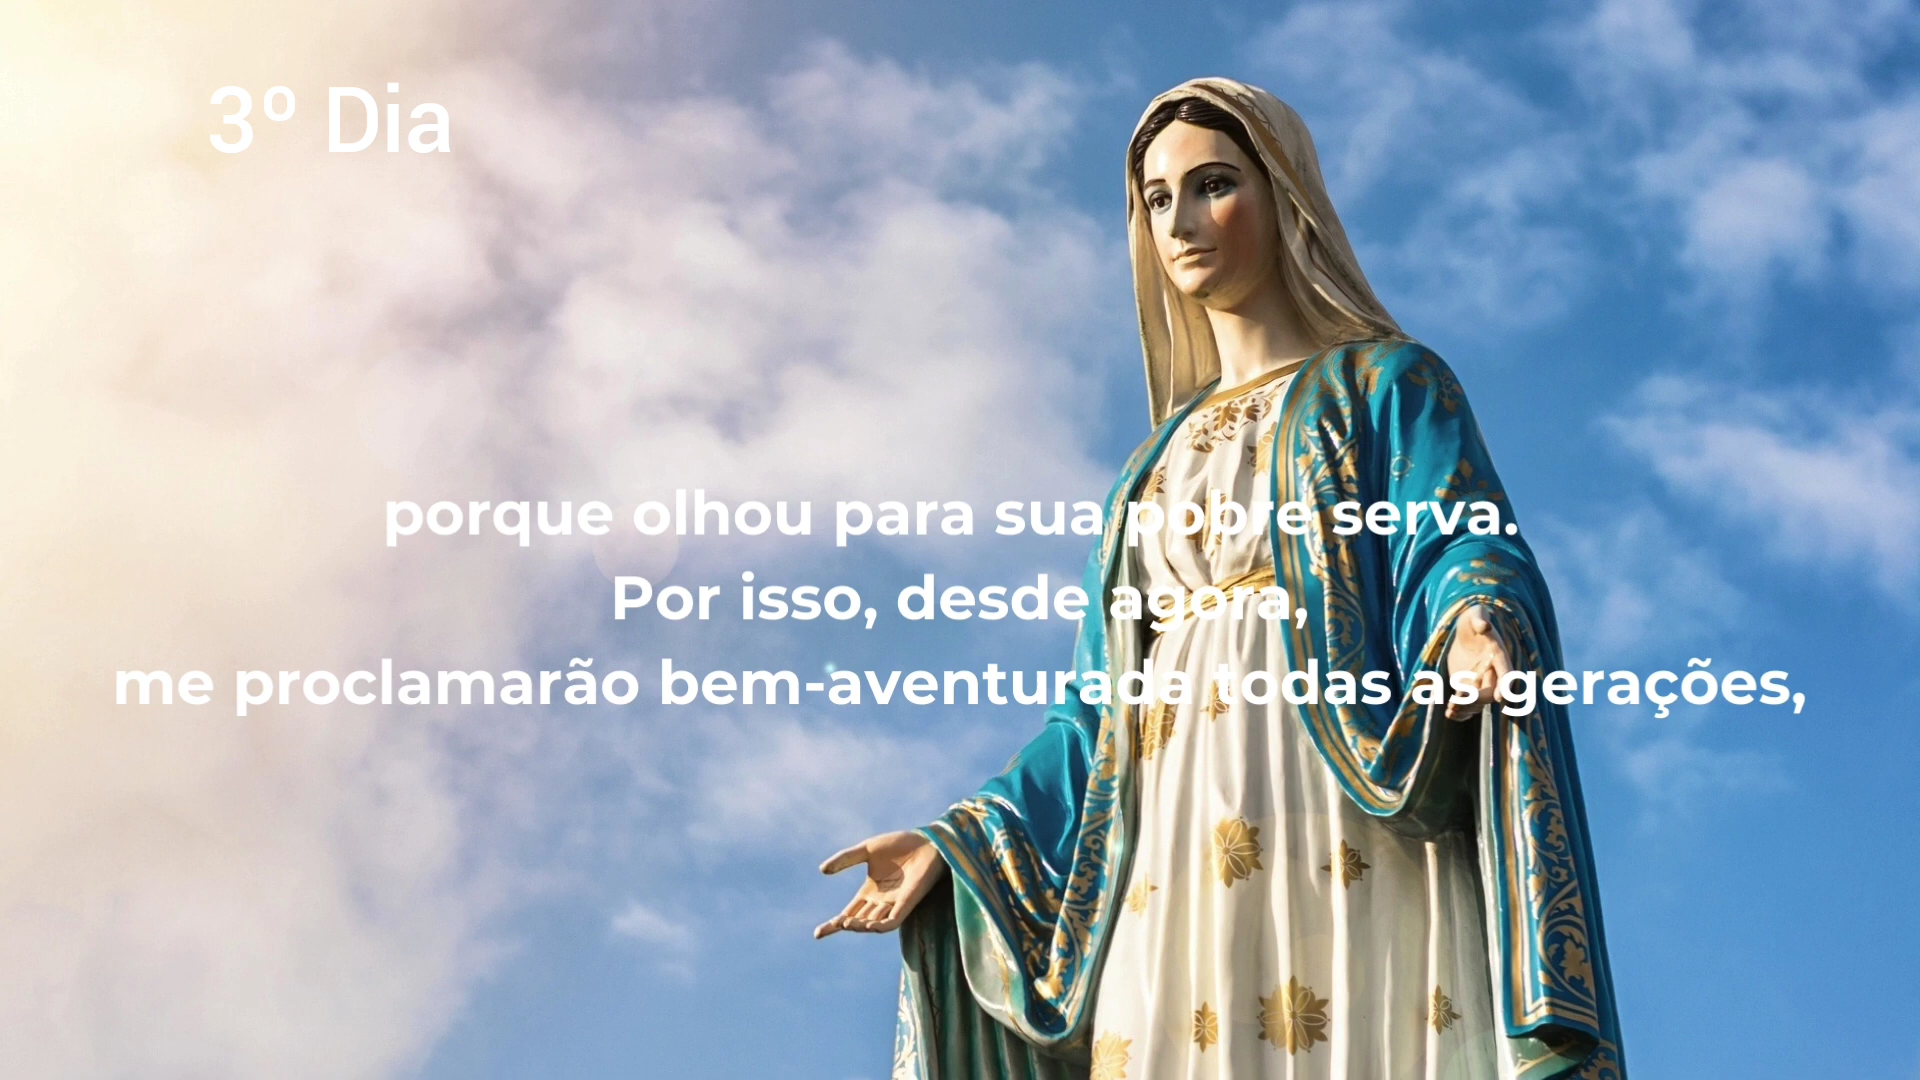 3º Dia
porque olhou para sua pobre serva.
Por isso, desde agora,
me proclamarão bem-aventurada todas as gerações,